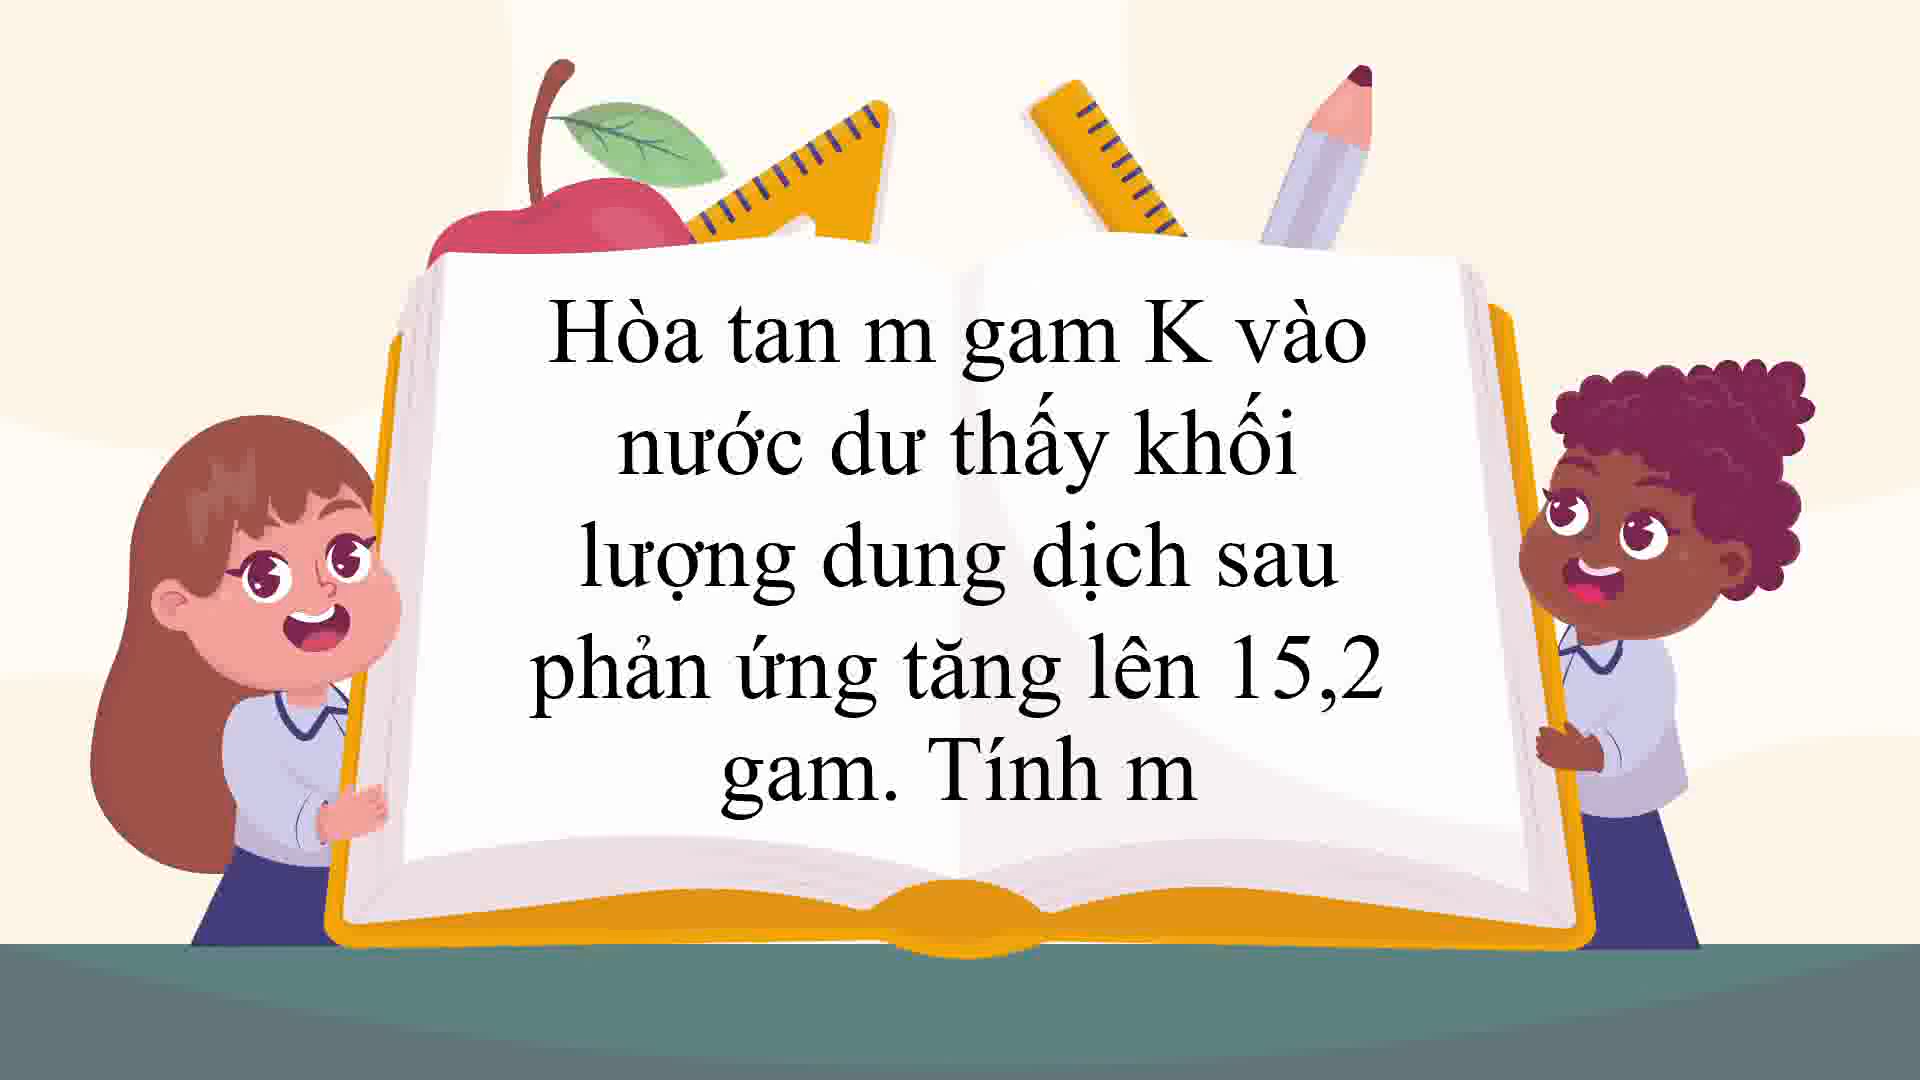 Hòa tan m gam K vào
nước dư thấy khối
lượng dung dịch sau
phản ứng tăng lên 15,2
gam. Tính m